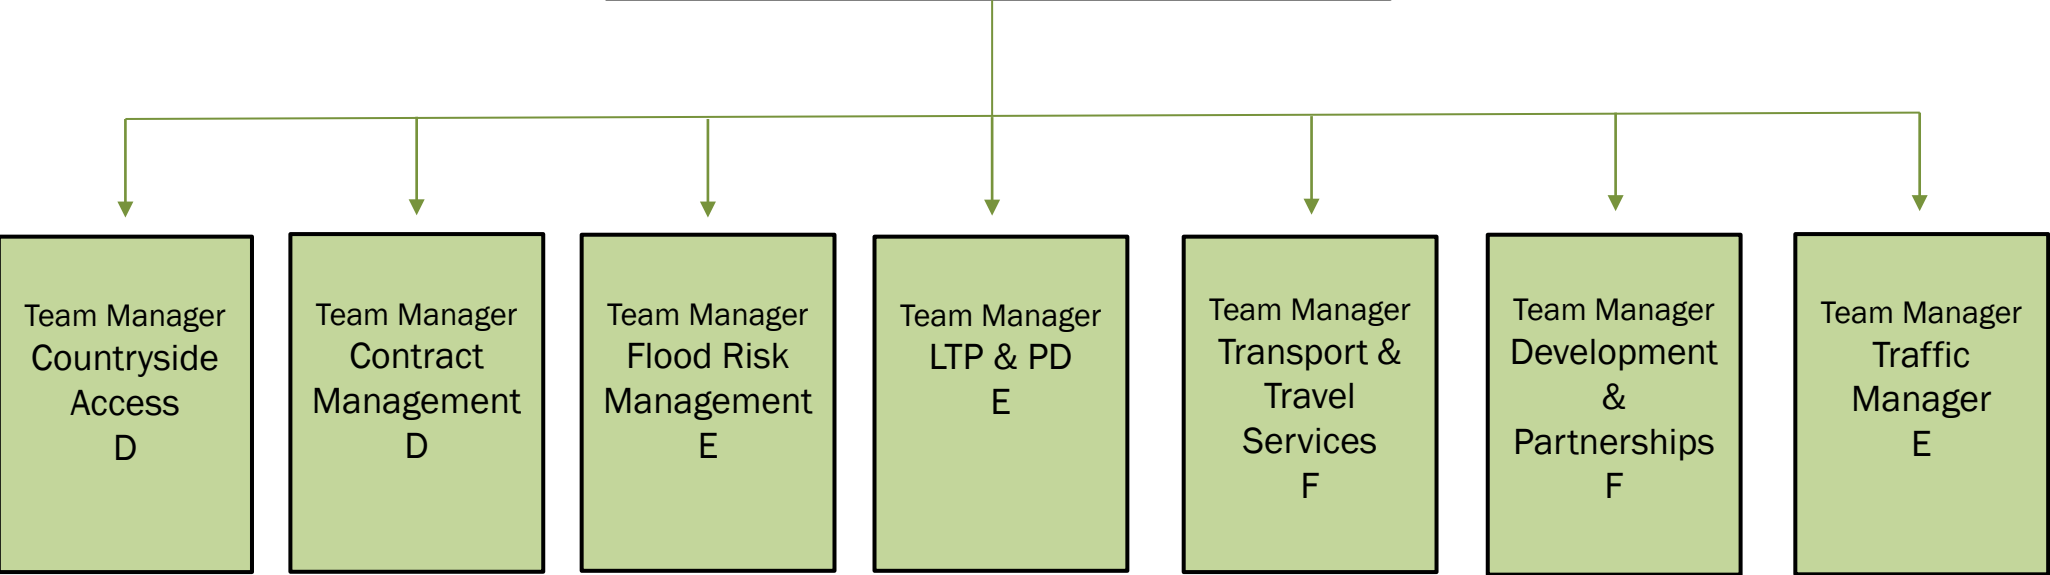 Team Manager
Countryside
Access
D
Team Manager
Contract
Management
D
Team Manager
Flood Risk
Management
E
Team Manager
LTP & PD
E
Team Manager
Transport &
Travel
Services
F
Team Manager
Development
&
Partnerships
F
Team Manager
Traffic
Manager
E